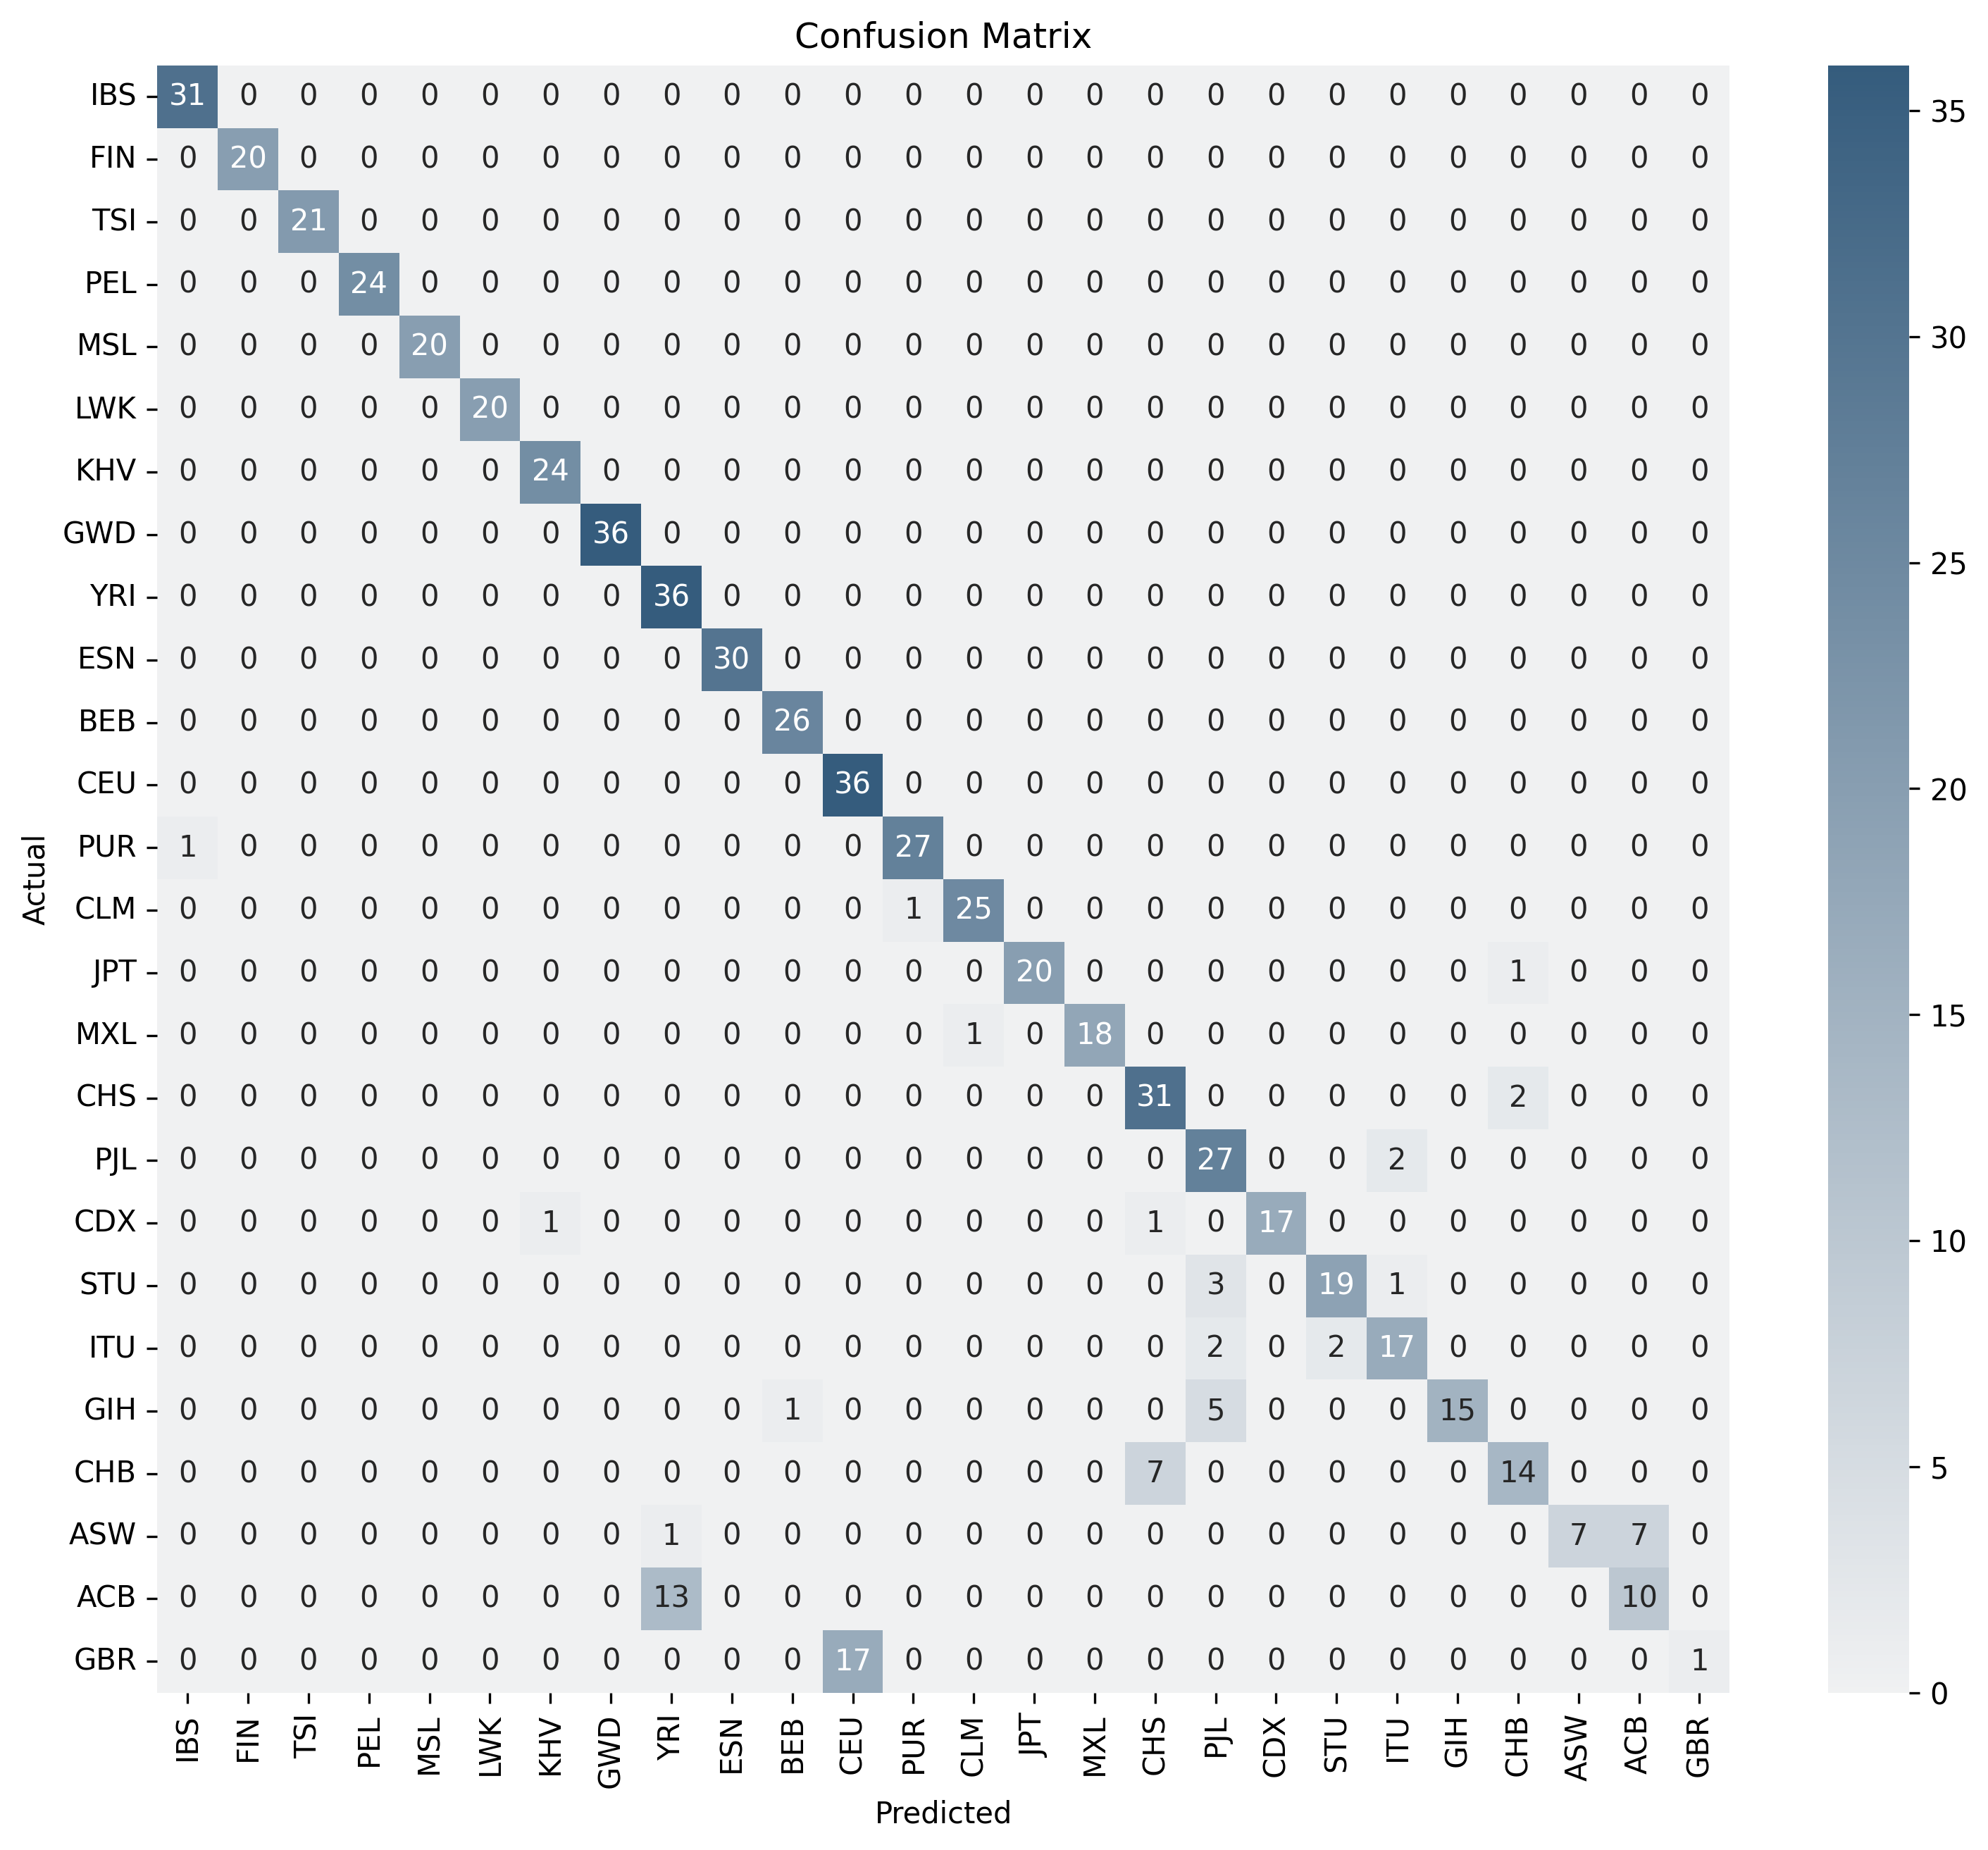 Confusion Matrix
IBS 31 0 0 0 0 0 0 0 0 0 0 0 0 0 0 0 0 0 0 0 0 0 0 0 0 0
FIN 0 20 0 0 0 0 0 0 0 0 0 0 0 0 0 0 0 0 0 0 0 0 0 0 0 0
TSI 0 0 21 0 0 0 0 0 0 0 0 0 0 0 0 0 0 0 0 0 0 0 0 0 0 0
PEL 0 0 0 24 0 0 0 0 0 0 0 0 0 0 0 0 0 0 0 0 0 0 0 0 0 0
MSL 0 0 0 0 20 0 0 0 0 0 0 0 0 0 0 0 0 0 0 0 0 0 0 0 0 0
LWK 0 0 0 0 0 20 0 0 0 0 0 0 0 0 0 0 0 0 0 0 0 0 0 0 0 0
KHV 0 0 0 0 0 0 24 0 0 0 0 0 0 0 0 0 0 0 0 0 0 0 0 0 0 0
GWD 0 0 0 0 0 0 0 36 0 0 0 0 0 0 0 0 0 0 0 0 0 0 0 0 0 0
YRI 0 0 0 0 0 0 0 0 36 0 0 0 0 0 0 0 0 0 0 0 0 0 0 0 0 0
ESN 0 0 0 0 0 0 0 0 0 30 0 0 0 0 0 0 0 0 0 0 0 0 0 0 0 0
BEB 0 0 0 0 0 0 0 0 0 0 26 0 0 0 0 0 0 0 0 0 0 0 0 0 0 0
CEU 0 0 0 0 0 0 0 0 0 0 0 36 0 0 0 0 0 0 0 0 0 0 0 0 0 0
PUR 1 0 0 0 0 0 0 0 0 0 0 0 27 0 0 0 0 0 0 0 0 0 0 0 0 0
CLM 0 0 0 0 0 0 0 0 0 0 0 0 1 25 0 0 0 0 0 0 0 0 0 0 0 0
JPT 0 0 0 0 0 0 0 0 0 0 0 0 0 0 20 0 0 0 0 0 0 0 1 0 0 0
MXL 0 0 0 0 0 0 0 0 0 0 0 0 0 1 0 18 0 0 0 0 0 0 0 0 0 0
CHS 0 0 0 0 0 0 0 0 0 0 0 0 0 0 0 0 31 0 0 0 0 0 2 0 0 0
PJL 0 0 0 0 0 0 0 0 0 0 0 0 0 0 0 0 0 27 0 0 2 0 0 0 0 0
CDX 0 0 0 0 0 0 1 0 0 0 0 0 0 0 0 0 1 0 17 0 0 0 0 0 0 0
STU 0 0 0 0 0 0 0 0 0 0 0 0 0 0 0 0 0 3 0 19 1 0 0 0 0 0
ITU 0 0 0 0 0 0 0 0 0 0 0 0 0 0 0 0 0 2 0 2 17 0 0 0 0 0
GIH 0 0 0 0 0 0 0 0 0 0 1 0 0 0 0 0 0 5 0 0 0 15 0 0 0 0
CHB 0 0 0 0 0 0 0 0 0 0 0 0 0 0 0 0 7 0 0 0 0 0 14 0 0 0
ASW 0 0 0 0 0 0 0 0 1 0 0 0 0 0 0 0 0 0 0 0 0 0 0 7 7 0
ACB 0 0 0 0 0 0 0 0 13 0 0 0 0 0 0 0 0 0 0 0 0 0 0 0 10 0
GBR 0 0 0 0 0 0 0 0 0 0 0 17 0 0 0 0 0 0 0 0 0 0 0 0 0 1
IBS FIN TSI PEL MSL LWK KHV GWD YRI ESN BEB CEU PUR CLM JPT MXL CHS PJL CDX STU ITU GIH CHB ASW ACB GBR
Predicted
Actual
35
30
25
20
15
10
5
0